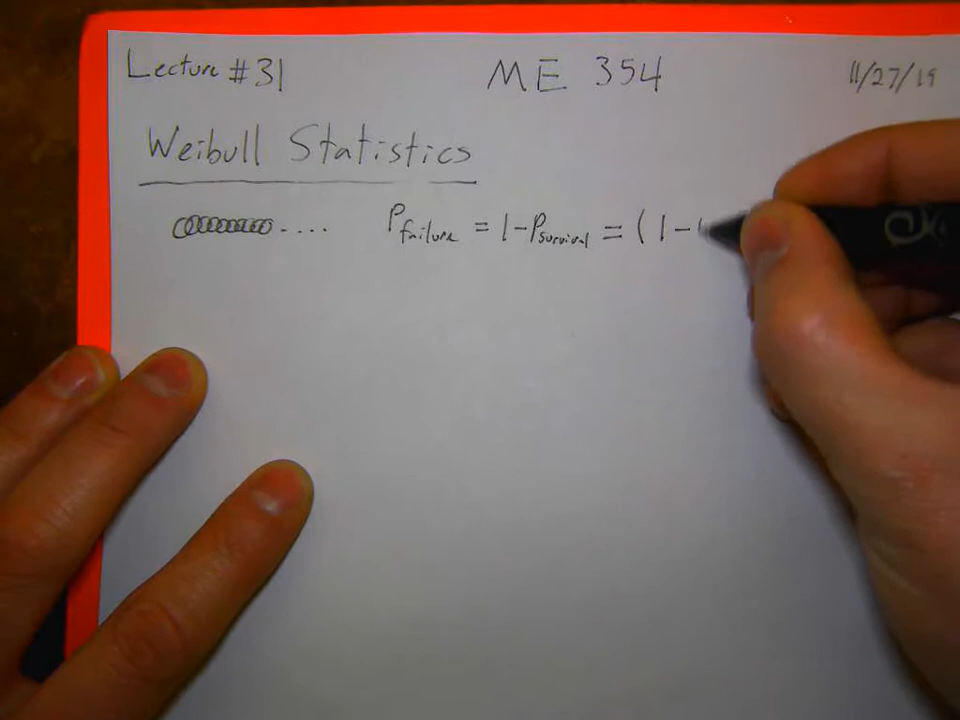 Lecture #31 ME 354 11/27/19
Weibull Statistics
.... Pfailure = 1-Psurvival = ( 1-